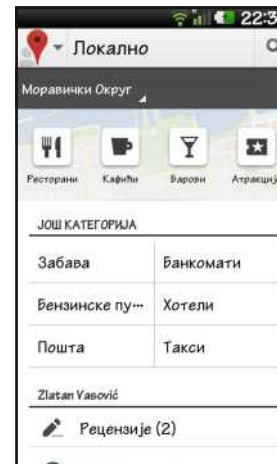 22:3
Локално
Моравички Округ
Ресторани Кафићи Барови Атракциј
ЈОШ КАТЕГОРИЈА
Забава Банкомати
Бензинске пу... Хотели
Пошта Такси
Zlatan Vasović
Рецензије (2)